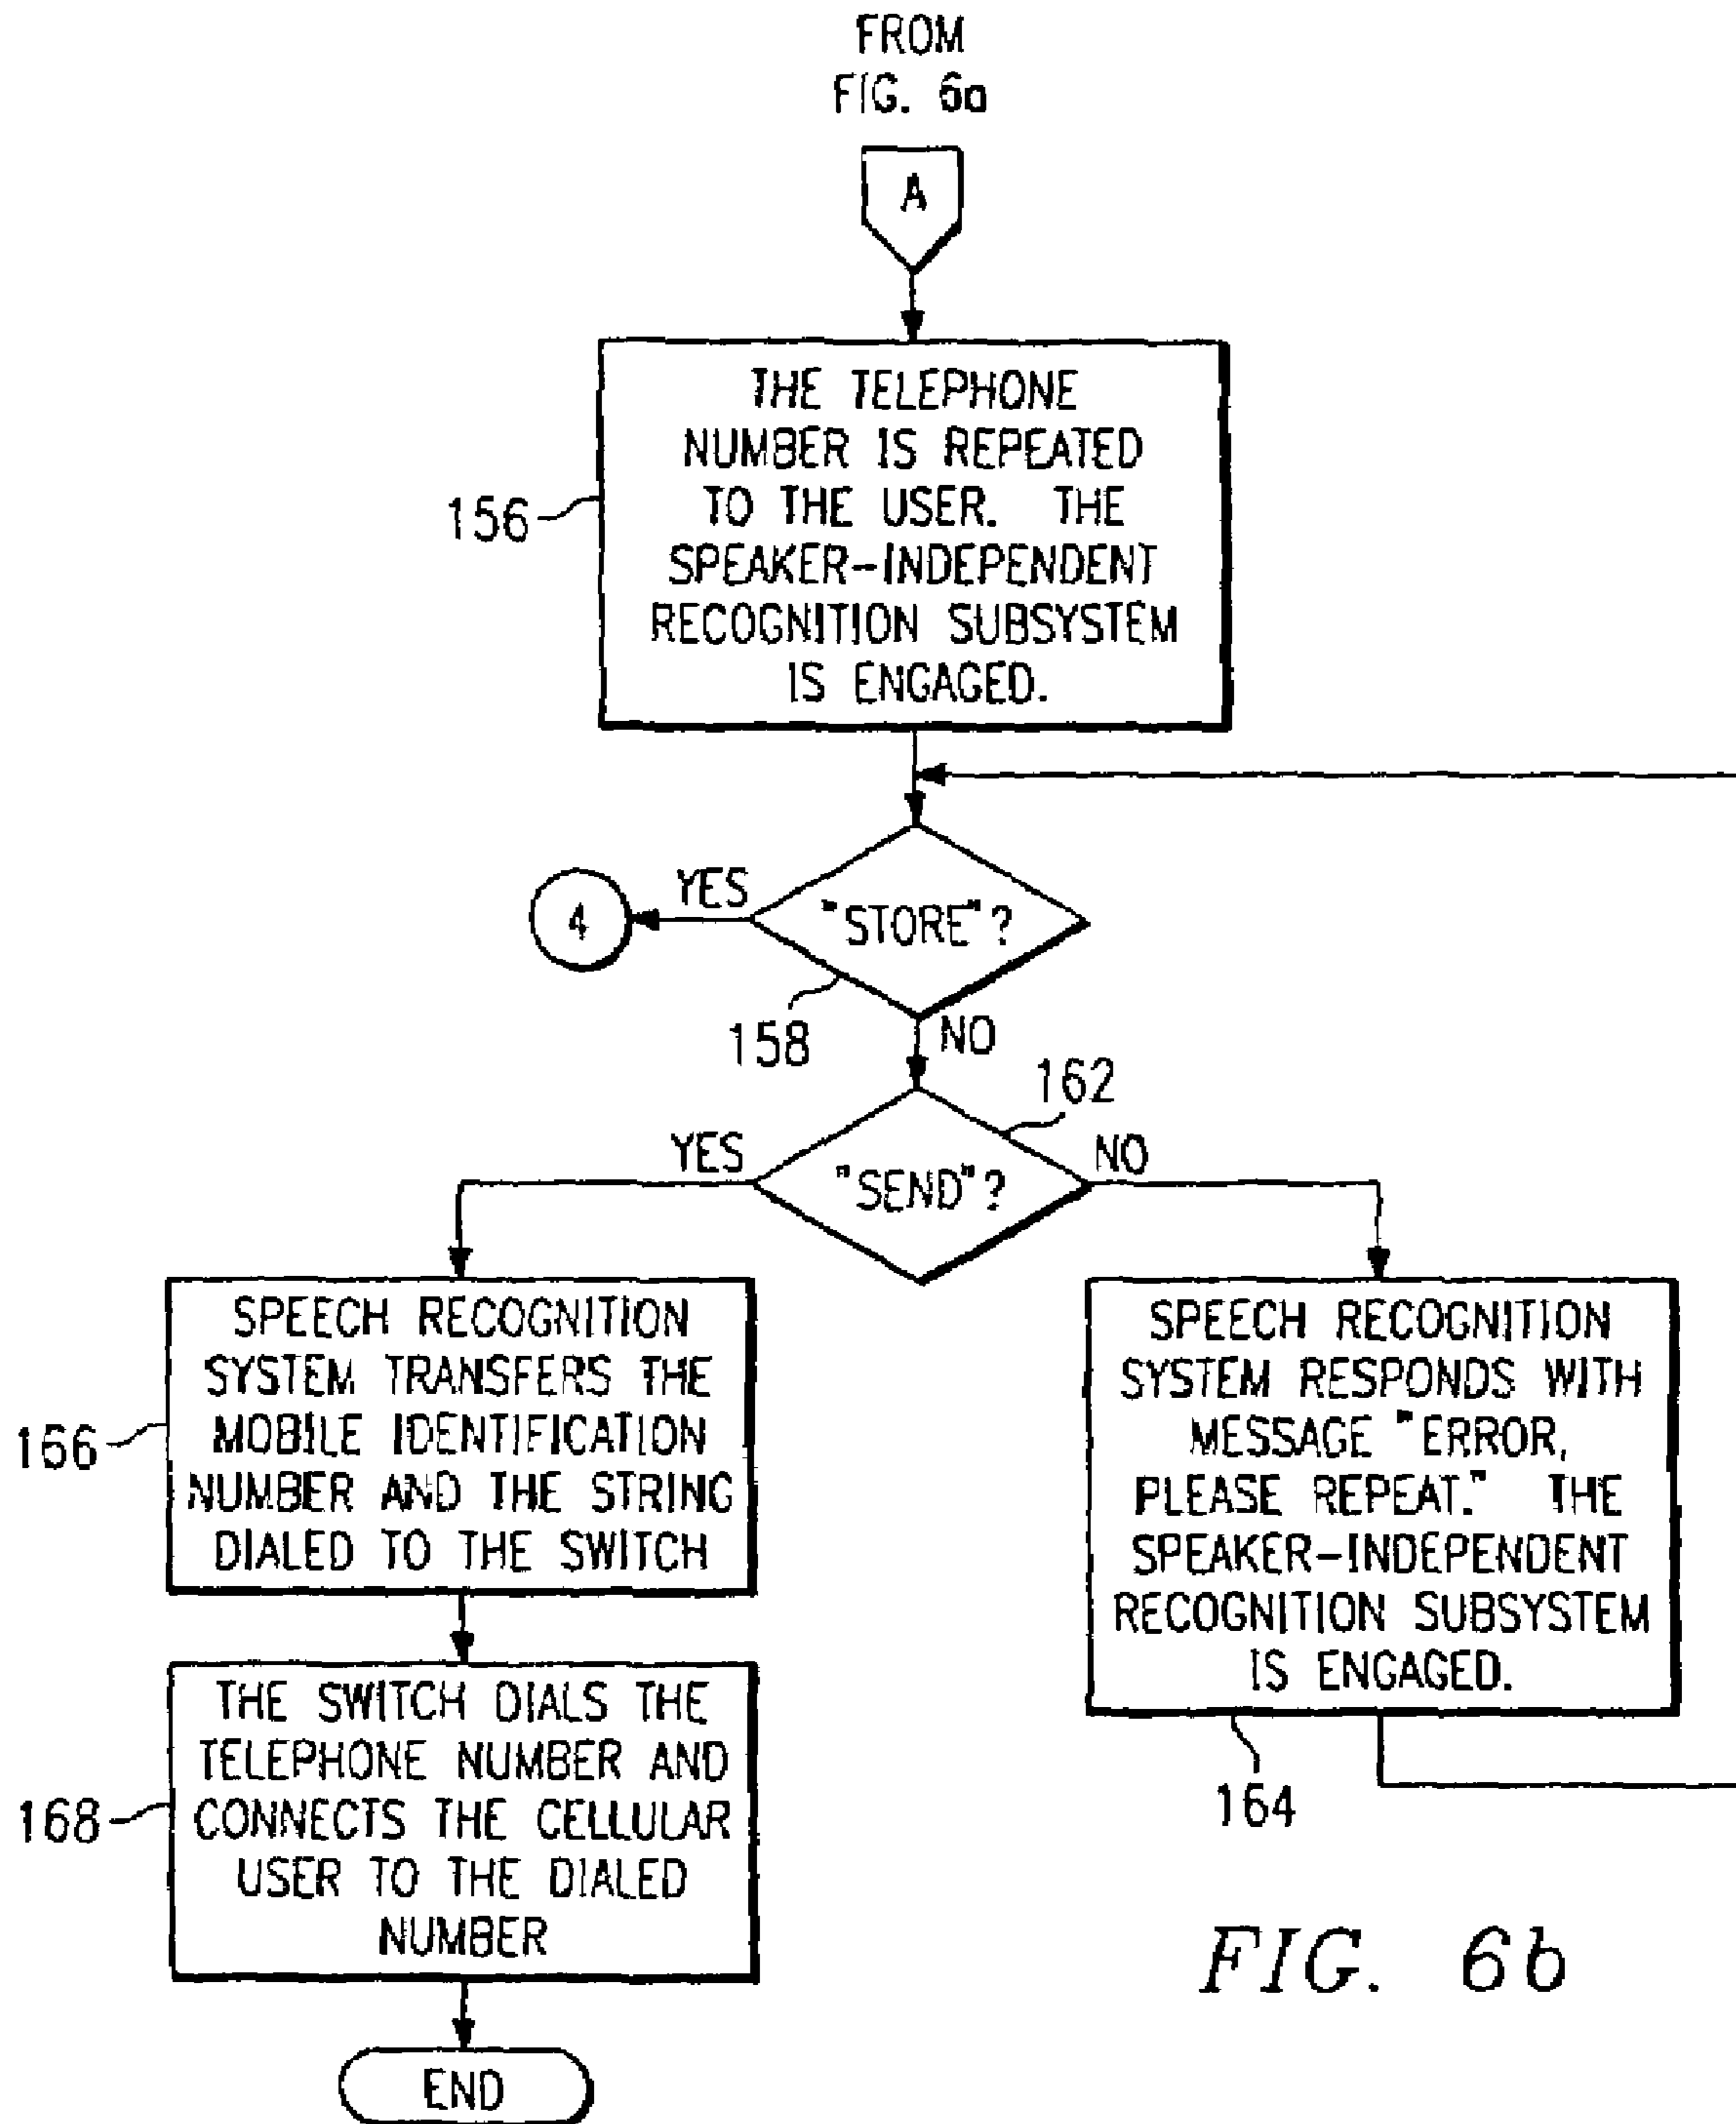 FROM
FIG. 6a
A
THE TELEPHONE
NUMBER IS REPEATED
TO THE USER. THE
SPEAKER-INDEPENDENT
RECOGNITION SUBSYSTEM
IS ENGAGED.
156
YES
4
"STORE"?
158
NO
162
YES
"SEND"?
NO
SPEECH RECOGNITION
SYSTEM TRANSFERS THE
MOBILE IDENTIFICATION
NUMBER AND THE STRING
DIALED TO THE SWITCH
166
SPEECH RECOGNITION
SYSTEM RESPONDS WITH
MESSAGE "ERROR,
PLEASE REPEAT." THE
SPEAKER-INDEPENDENT
RECOGNITION SUBSYSTEM
IS ENGAGED.
164
THE SWITCH DIALS THE
TELEPHONE NUMBER AND
CONNECTS THE CELLULAR
USER TO THE DIALED
NUMBER
168
END
FIG. 6b